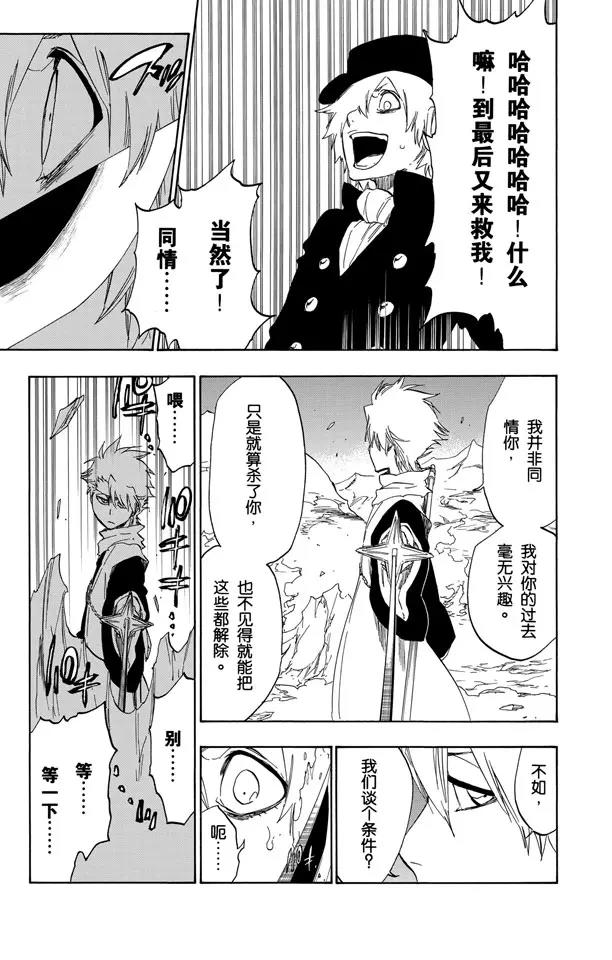 哈哈哈哈哈哈哈！什么
嘛！到最后又来救我！
当然了！
同情……
我并非同
情你，
我对你的过去
毫无兴趣。
只是就算杀了你，
也不见得就能把
这些都解除。
不如，
我们谈个条件？
呃……
喂……
别……
等……
等一下……